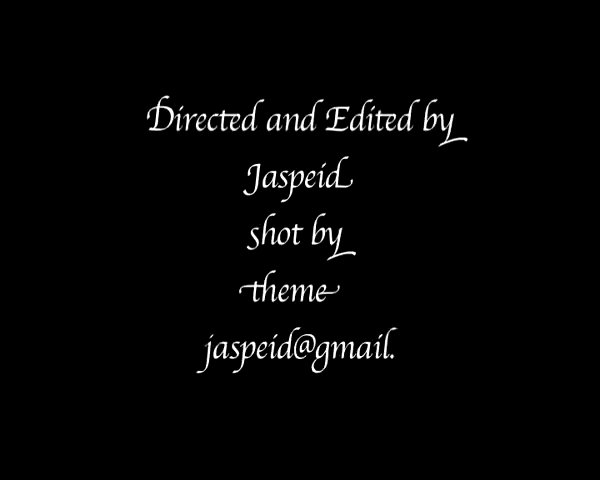 Directed and Edited by
Jaspeid
shot by
theme
jaspeid@gmail.